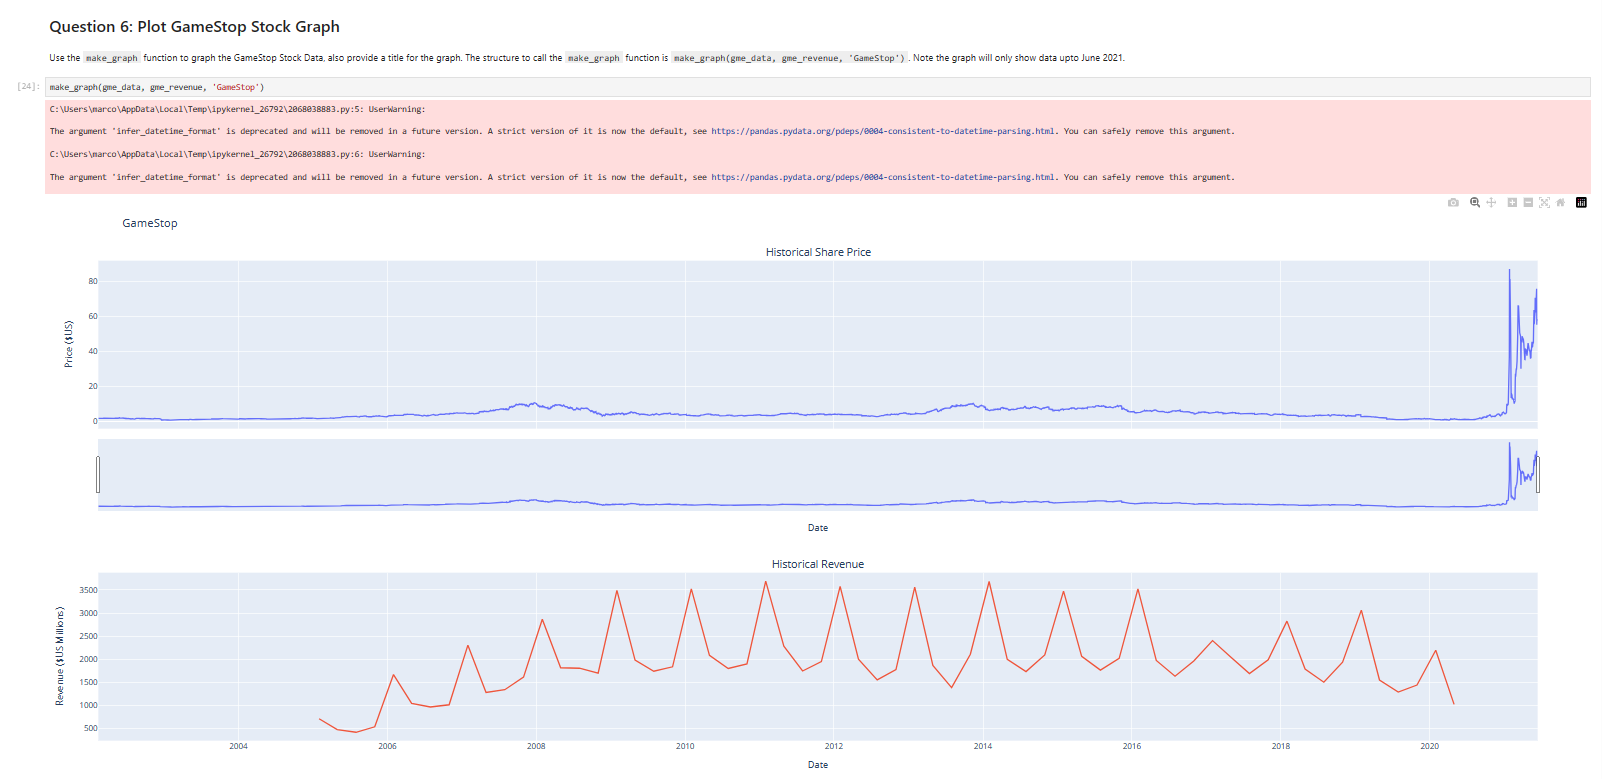 Question 6: Plot GameStop Stock Graph
Use the make_graph function to graph the GameStop Stock Data, also provide a title for the graph. The structure to call the make_graph function is make_graph(gme_data, gme_revenue, 'GameStop') . Note the graph will only show data upto June 2021.
[24]:
make_graph(gme_data, gme_revenue, 'GameStop')
C:\Users\marco\AppData\Local\Temp\ipykernel_26792\2068038883.py:5: UserWarning:
The argument 'infer_datetime_format' is deprecated and will be removed in a future version. A strict version of it is now the default, see https://pandas.pydata.org/pdeps/0004-consistent-to-datetime-parsing.html. You can safely remove this argument.
C:\Users\marco\AppData\Local\Temp\ipykernel_26792\2068038883.py:6: UserWarning:
The argument 'infer_datetime_format' is deprecated and will be removed in a future version. A strict version of it is now the default, see https://pandas.pydata.org/pdeps/0004-consistent-to-datetime-parsing.html. You can safely remove this argument.
GameStop
Historical Share Price
Price ($US)
80
60
40
20
0
Date
Historical Revenue
Revenue ($US Millions)
3500
3000
2500
2000
1500
1000
500
2004 2006 2008 2010 2012 2014 2016 2018 2020
Date